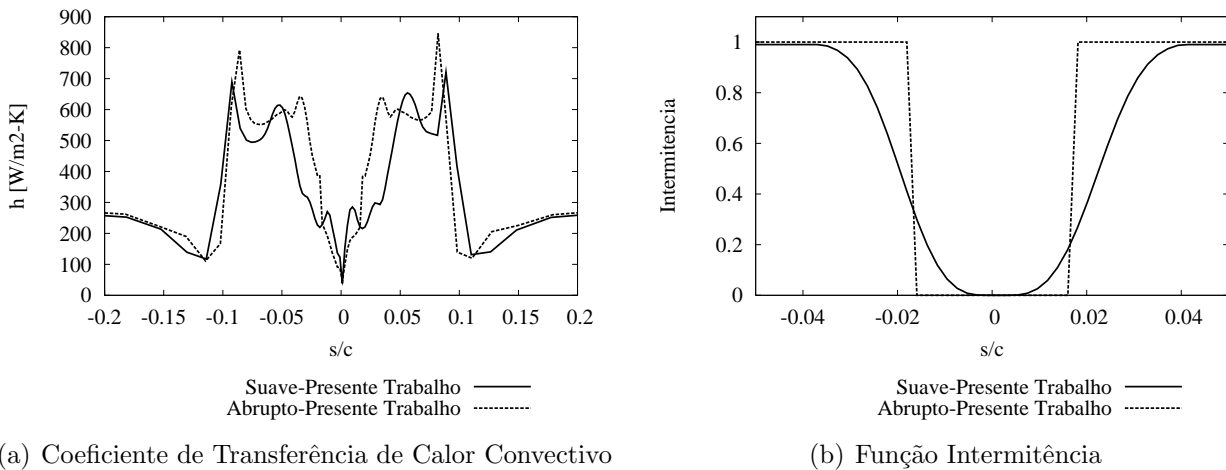 900
800
700
600
500
400
300
200
100
0
h [W/m2-K]
-0.2 -0.15 -0.1 -0.05 0 0.05 0.1 0.15 0.2
s/c
Suave-Presente Trabalho
Abrupto-Presente Trabalho
a) Coeficiente de Transferência de Calor Convectivo
1
0.8
0.6
0.4
0.2
0
Intermitencia
-0.04 -0.02 0 0.02 0.04
s/c
Suave-Presente Trabalho
Abrupto-Presente Trabalho
(b) Função Intermitência